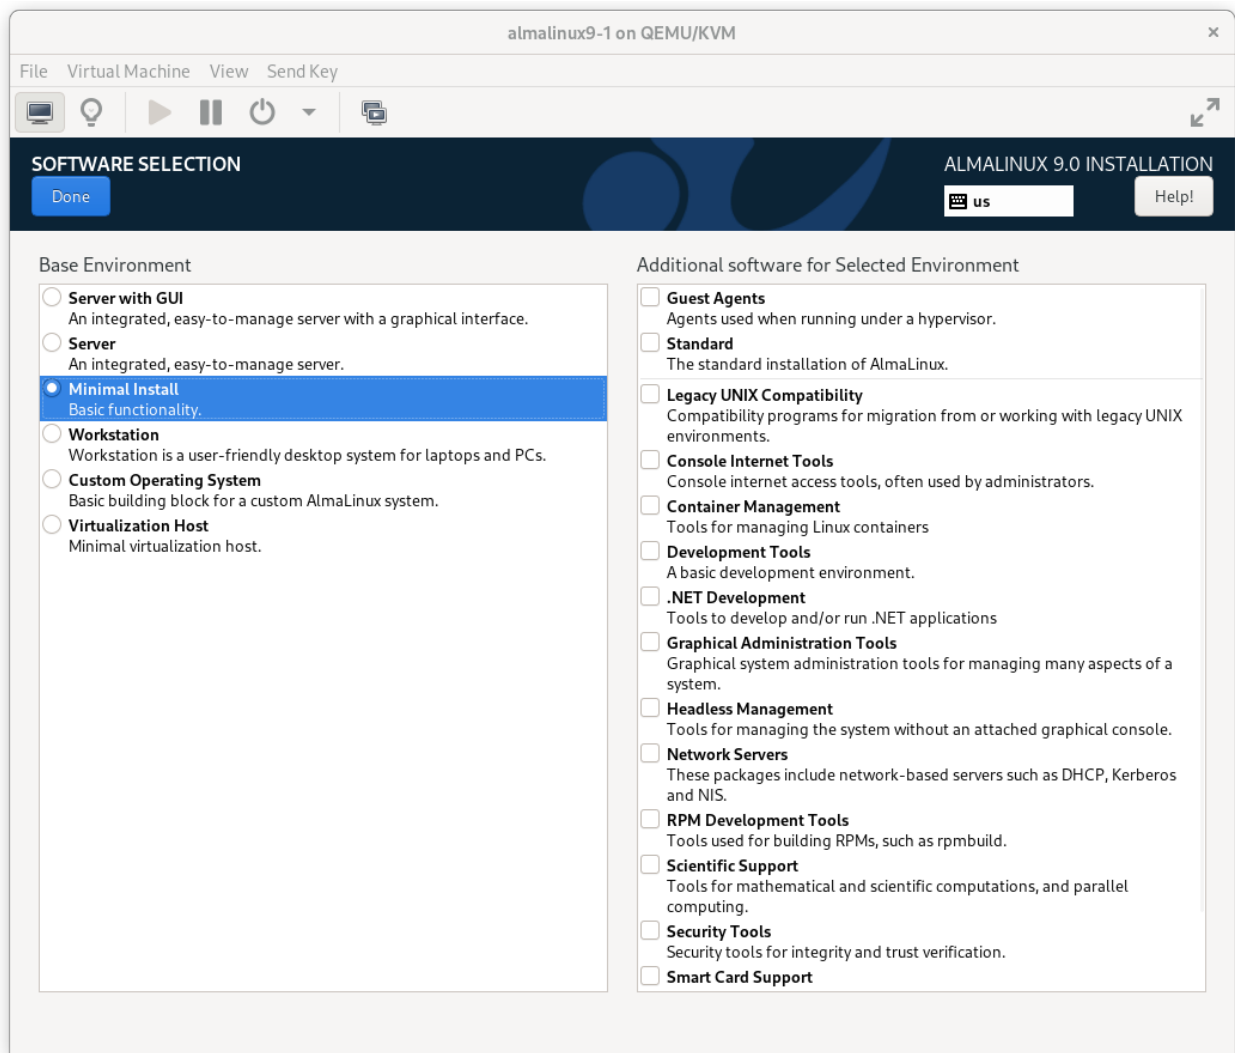 almalinux9-1 on QEMU/KVM
File Virtual Machine View Send Key
SOFTWARE SELECTION
Done
ALMALINUX 9.0 INSTALLATION
us
Help!
Base Environment
Server with GUI
An integrated, easy-to-manage server with a graphical interface.
Server
An integrated, easy-to-manage server.
Minimal Install
Basic functionality.
Workstation
Workstation is a user-friendly desktop system for laptops and PCs.
Custom Operating System
Basic building block for a custom AlmaLinux system.
Virtualization Host
Minimal virtualization host.
Additional software for Selected Environment
Guest Agents
Agents used when running under a hypervisor.
Standard
The standard installation of AlmaLinux.
Legacy UNIX Compatibility
Compatibility programs for migration from or working with legacy UNIX
environments.
Console Internet Tools
Console internet access tools, often used by administrators.
Container Management
Tools for managing Linux containers
Development Tools
A basic development environment.
.NET Development
Tools to develop and/or run .NET applications
Graphical Administration Tools
Graphical system administration tools for managing many aspects of a
system.
Headless Management
Tools for managing the system without an attached graphical console.
Network Servers
These packages include network-based servers such as DHCP, Kerberos
and NIS.
RPM Development Tools
Tools used for building RPMs, such as rpmbuild.
Scientific Support
Tools for mathematical and scientific computations, and parallel
computing.
Security Tools
Security tools for integrity and trust verification.
Smart Card Support